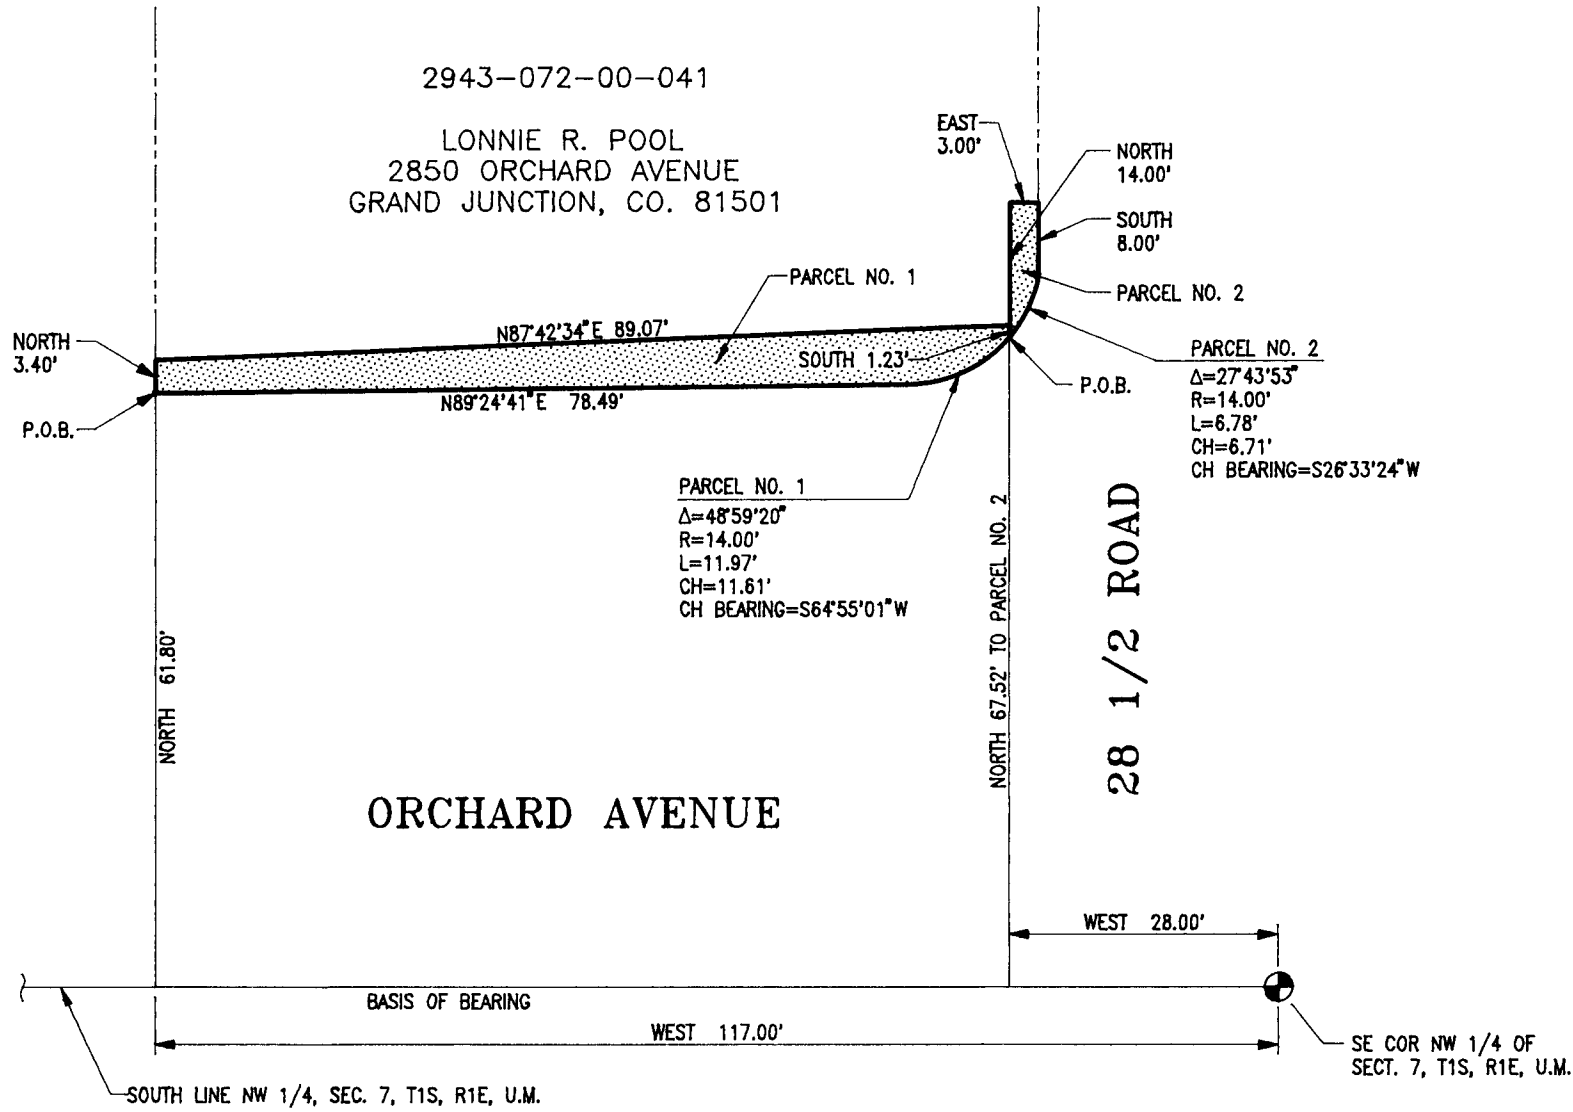 2943-072-00-041
LONNIE R. POOL
2850 ORCHARD AVENUE
GRAND JUNCTION, CO. 81501
EAST
3.00'
NORTH
14.00'
SOUTH
8.00'
PARCEL NO. 1
PARCEL NO. 2
NORTH
3.40'
N87°42'34"E 89.07'
SOUTH 1.23'
P.O.B.
N89°24'41"E 78.49'
P.O.B.
PARCEL NO. 2
Δ=27°43'53"
R=14.00'
L=6.78'
CH=6.71'
CH BEARING=S26°33'24"W
PARCEL NO. 1
Δ=48°59'20"
R=14.00'
L=11.97'
CH=11.61'
CH BEARING=S64°55'01"W
NORTH 61.80'
NORTH 67.52' TO PARCEL NO. 2
28 1/2 ROAD
ORCHARD AVENUE
WEST 28.00'
BASIS OF BEARING
WEST 117.00'
SE COR NW 1/4 OF
SECT. 7, T1S, R1E, U.M.
SOUTH LINE NW 1/4, SEC. 7, T1S, R1E, U.M.